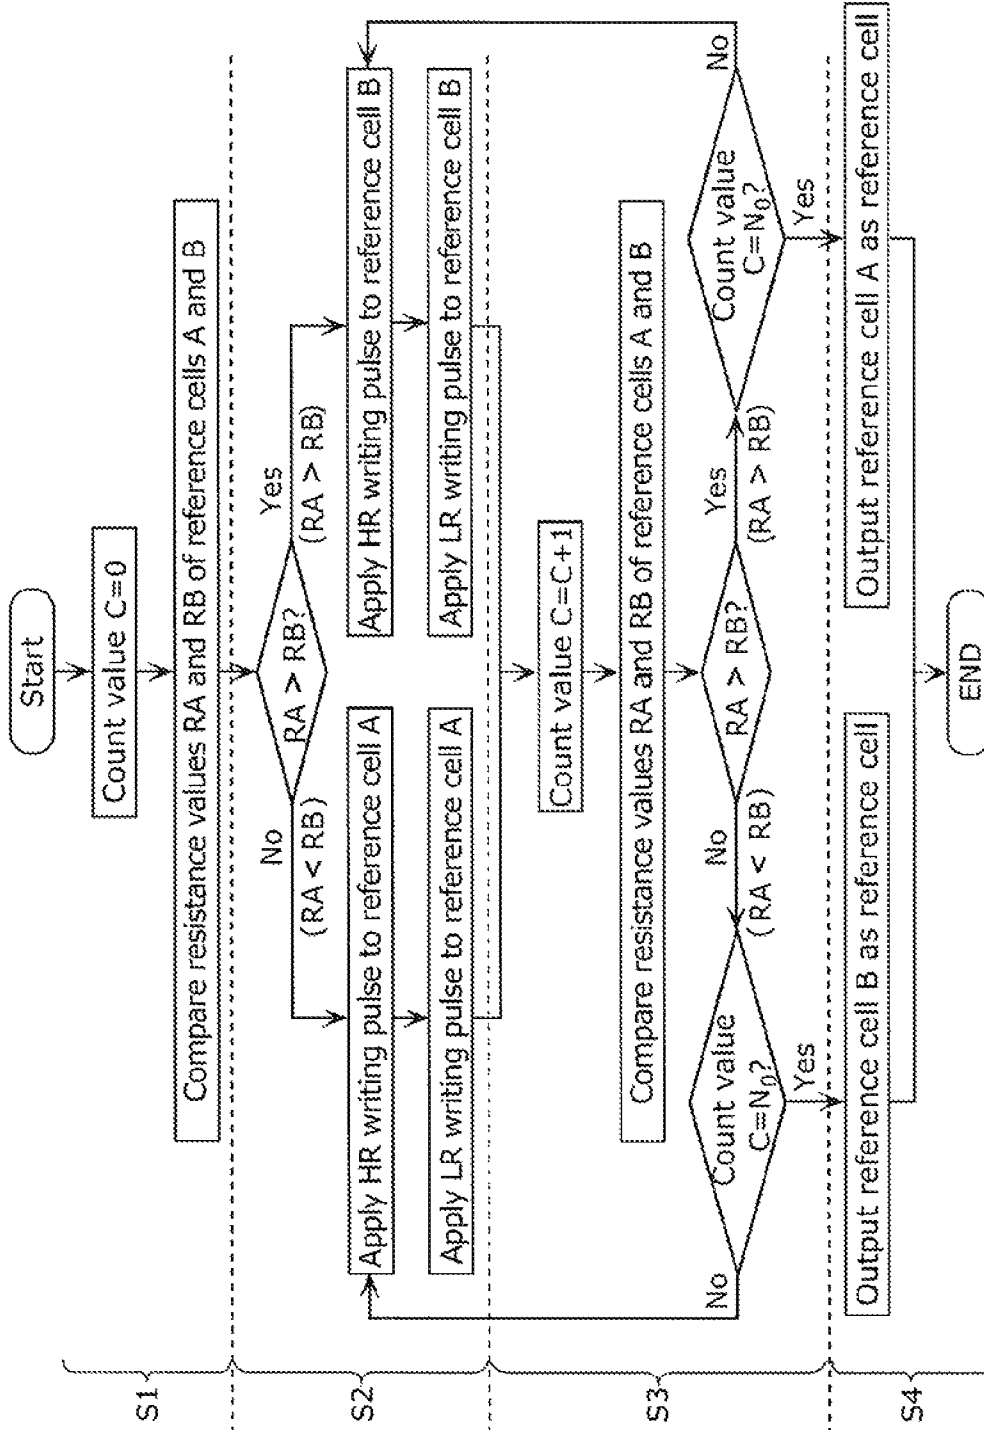 Start
Count value C=0
Compare resistance values RA and RB of reference cells A and B
S1
RA > RB?
No
(RA < RB)
Yes
(RA > RB)
Apply HR writing pulse to reference cell A
Apply HR writing pulse to reference cell B
Apply LR writing pulse to reference cell A
Apply LR writing pulse to reference cell B
S2
Count value C=C+1
Compare resistance values RA and RB of reference cells A and B
RA > RB?
No
(RA < RB)
Yes
(RA > RB)
Count value
C=N₀?
No
Yes
Count value
C=N₀?
No
Yes
S3
Output reference cell B as reference cell
Output reference cell A as reference cell
END
S4